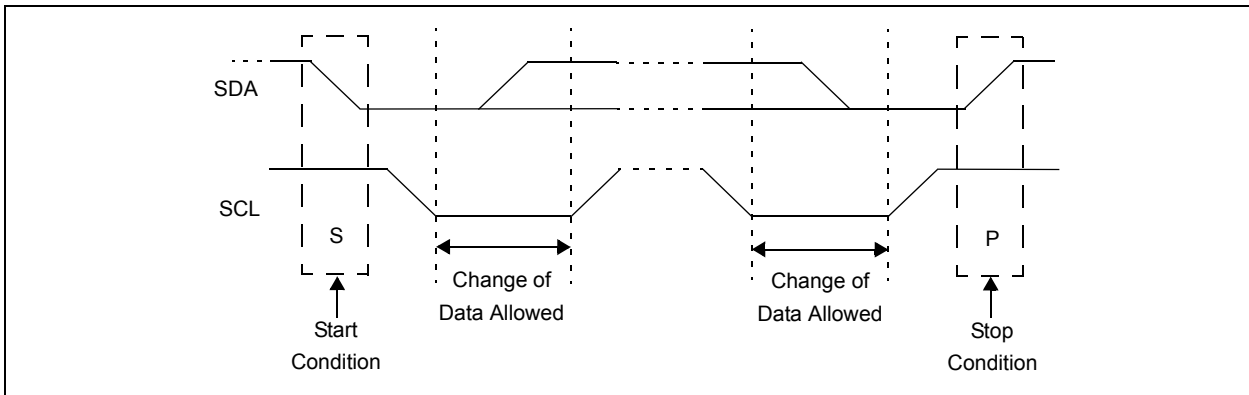 SDA
SCL
S
P
Change of
Data Allowed
Change of
Data Allowed
Start
Condition
Stop
Condition